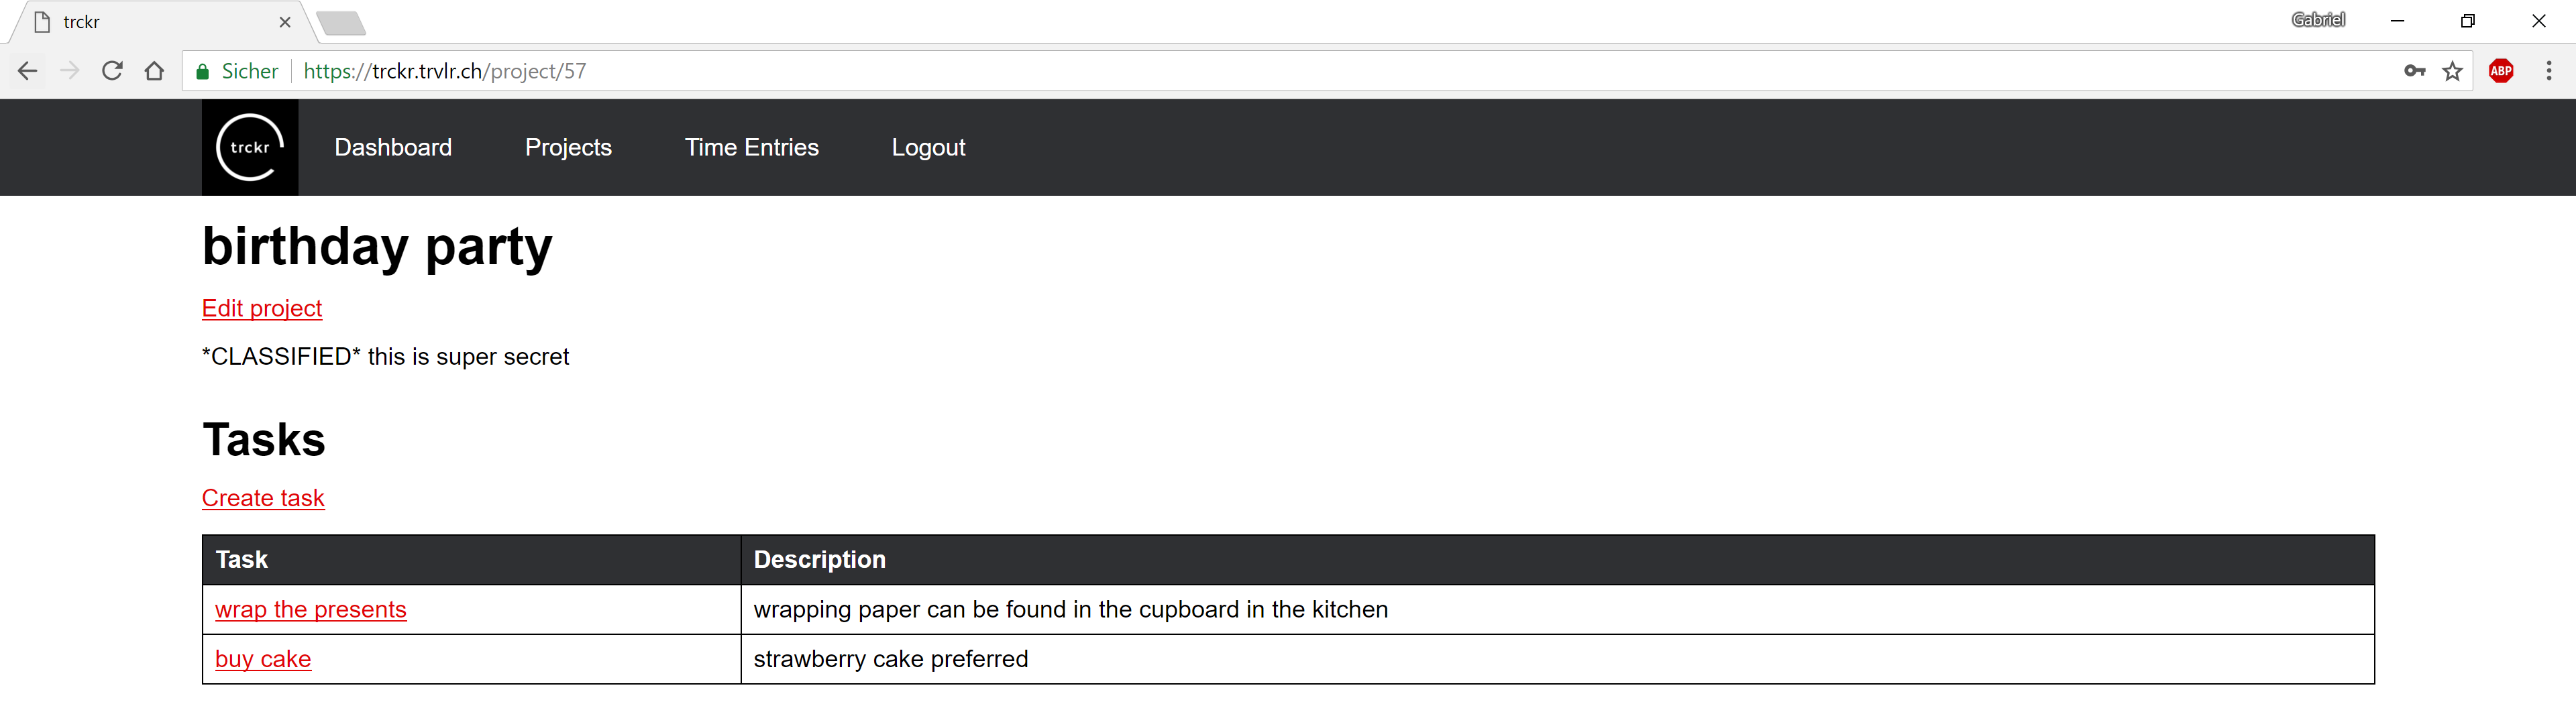 trckr
Gabriel
Sicher https://trckr.trvlr.ch/project/57
ABP
trckr Dashboard Projects Time Entries Logout
birthday party
Edit project
*CLASSIFIED* this is super secret
Tasks
Create task
Task Description
wrap the presents wrapping paper can be found in the cupboard in the kitchen
buy cake strawberry cake preferred